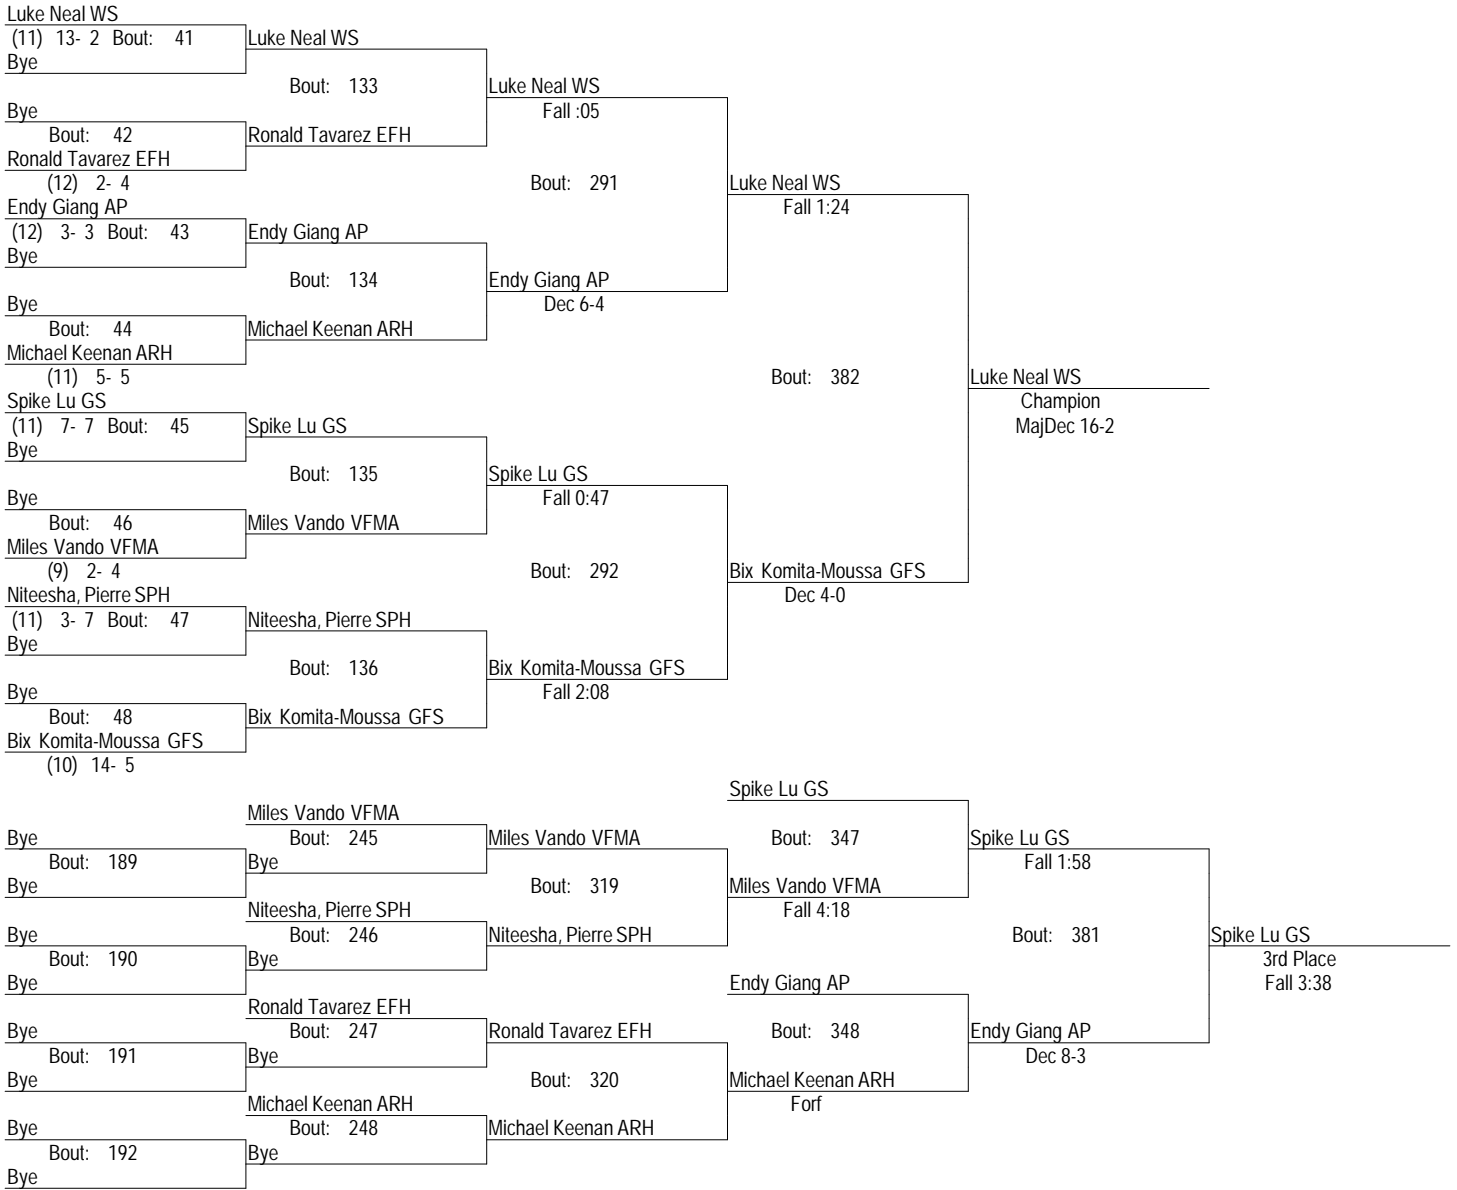 Luke Neal WS
(11) 13- 2 Bout: 41 Luke Neal WS
Bye
Bout: 133 Luke Neal WS
Bye Fall :05
Bout: 42 Ronald Tavarez EFH
Ronald Tavarez EFH
(12) 2- 4 Bout: 291 Luke Neal WS
Endy Giang AP Fall 1:24
(12) 3- 3 Bout: 43 Endy Giang AP
Bye
Bout: 134 Endy Giang AP
Bye Dec 6-4
Bout: 44 Michael Keenan ARH
Michael Keenan ARH
(11) 5- 5 Bout: 382 Luke Neal WS
Spike Lu GS Champion
(11) 7- 7 Bout: 45 Spike Lu GS MajDec 16-2
Bye
Bout: 135 Spike Lu GS
Bye Fall 0:47
Bout: 46 Miles Vando VFMA
Miles Vando VFMA
(9) 2- 4 Bout: 292 Bix Komita-Moussa GFS
Niteesha, Pierre SPH Dec 4-0
(11) 3- 7 Bout: 47 Niteesha, Pierre SPH
Bye
Bout: 136 Bix Komita-Moussa GFS
Bye Fall 2:08
Bout: 48 Bix Komita-Moussa GFS
Bix Komita-Moussa GFS
(10) 14- 5
Spike Lu GS
Miles Vando VFMA
Bye Bout: 245 Miles Vando VFMA Bout: 347 Spike Lu GS
Bout: 189 Bye Fall 1:58
Bye Bout: 319 Miles Vando VFMA
Niteesha, Pierre SPH Fall 4:18
Bye Bout: 246 Niteesha, Pierre SPH Bout: 381 Spike Lu GS
Bout: 190 Bye 3rd Place
Bye Endy Giang AP Fall 3:38
Ronald Tavarez EFH
Bye Bout: 247 Ronald Tavarez EFH Bout: 348 Endy Giang AP
Bout: 191 Bye Dec 8-3
Bye Bout: 320 Michael Keenan ARH
Michael Keenan ARH Forf
Bye Bout: 248 Michael Keenan ARH
Bout: 192 Bye
Bye